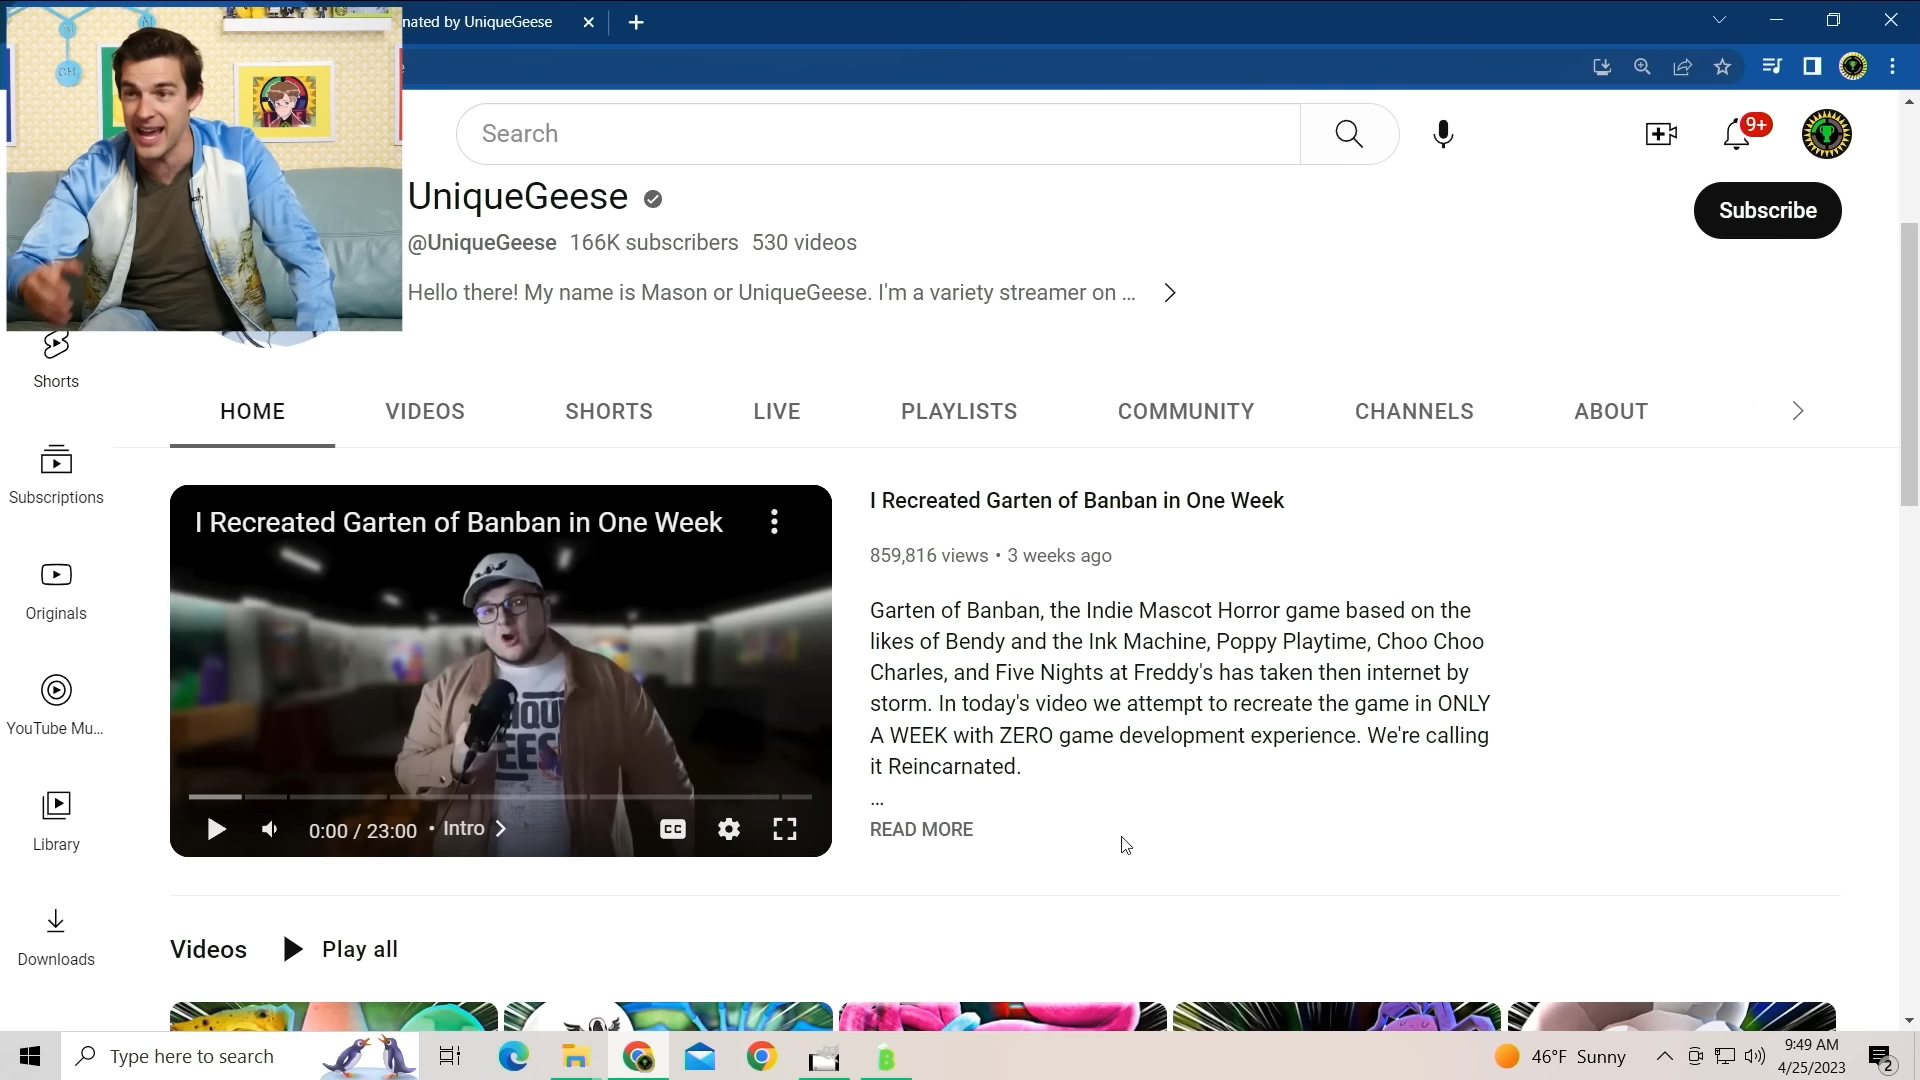 nated by UniqueGeese
Search
9+
UniqueGeese
@UniqueGeese 166K subscribers 530 videos
Subscribe
Hello there! My name is Mason or UniqueGeese. I'm a variety streamer on ...
Shorts
HOME VIDEOS SHORTS LIVE PLAYLISTS COMMUNITY CHANNELS ABOUT
Subscriptions
Originals
YouTube Mu...
Library
Downloads
I Recreated Garten of Banban in One Week
0:00 / 23:00 • Intro
CC
I Recreated Garten of Banban in One Week
859,816 views • 3 weeks ago
Garten of Banban, the Indie Mascot Horror game based on the
likes of Bendy and the Ink Machine, Poppy Playtime, Choo Choo
Charles, and Five Nights at Freddy's has taken then internet by
storm. In today's video we attempt to recreate the game in ONLY
A WEEK with ZERO game development experience. We're calling
it Reincarnated.
...
READ MORE
Videos Play all
Type here to search
46°F Sunny
9:49 AM
4/25/2023
2